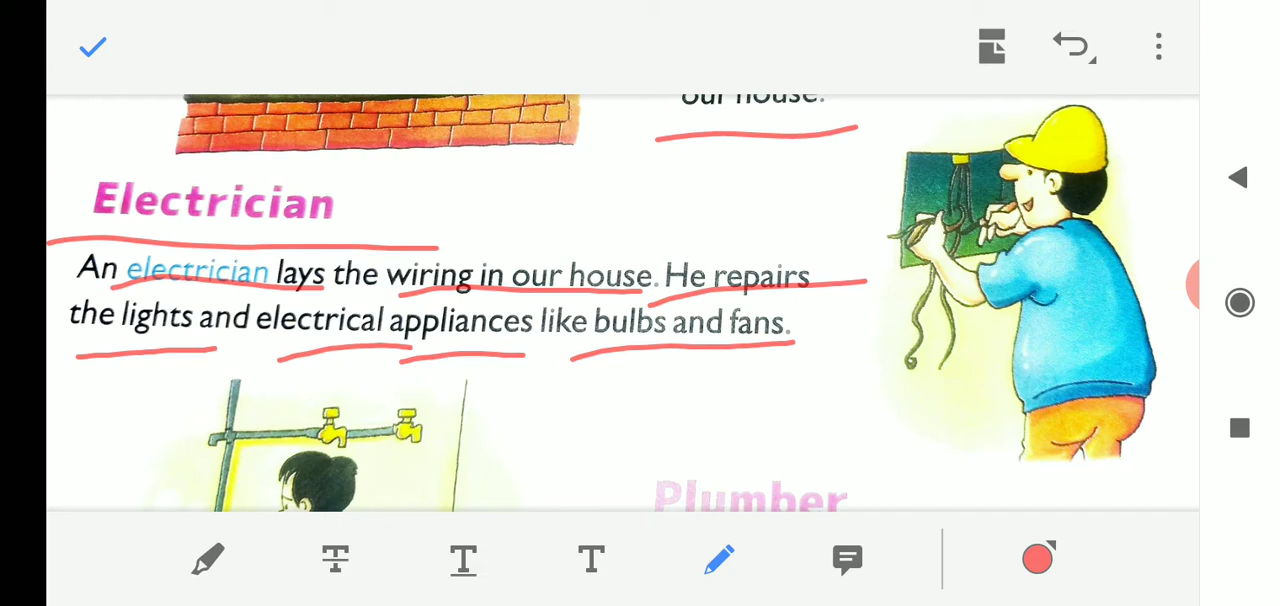 our house.
Electrician
An electrician lays the wiring in our house. He repairs
the lights and electrical appliances like bulbs and fans.
Plumber
T
T
T